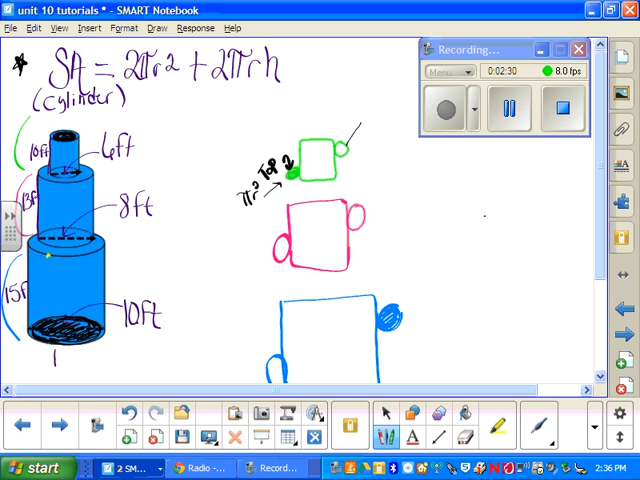 unit 10 tutorials * - SMART Notebook
File Edit View Insert Format Draw Response Help
Recording...
Menu
0:02:30
8.0 fps
SA = 2πr2 + 2πrh
(cylinder)
10ft
6ft
Top
πr²
13ft
8ft
15ft
10ft
start
2 SM...
Radio - ...
Record...
2:36 PM